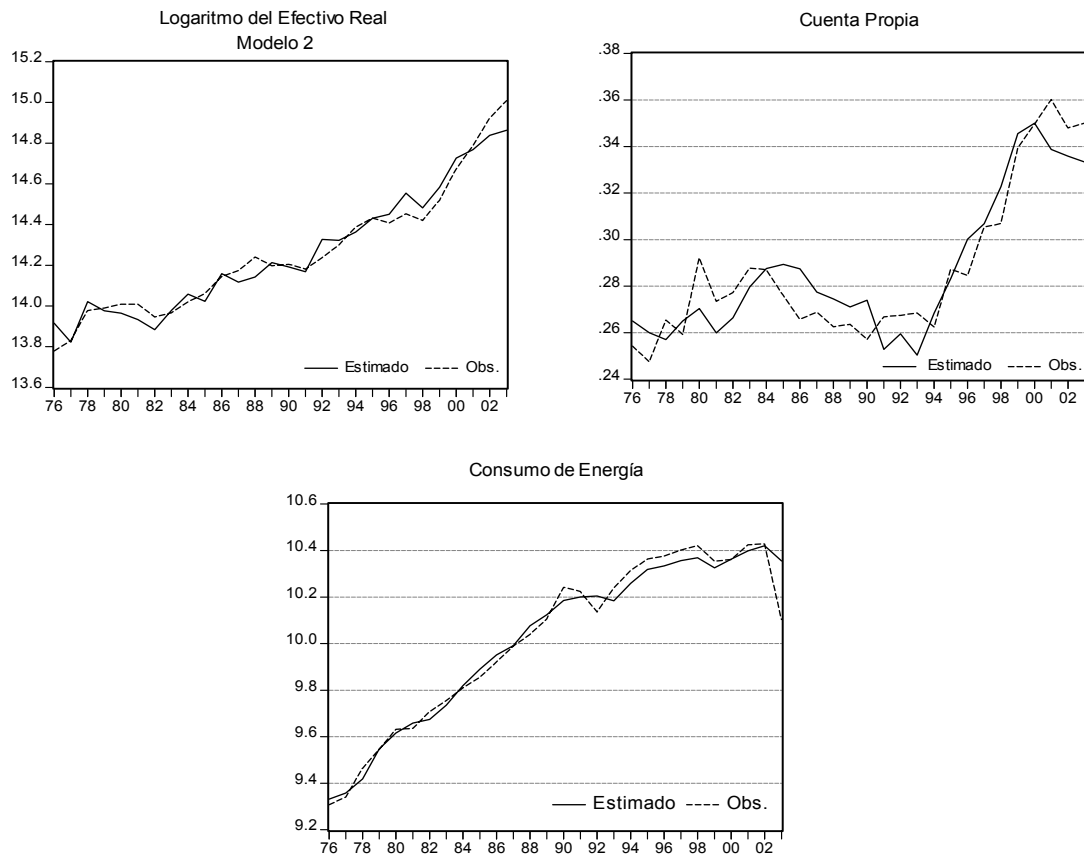 Logaritmo del Efectivo Real
Modelo 2
15.2
15.0
14.8
14.6
14.4
14.2
14.0
13.8
13.6
Estimado Obs.
76 78 80 82 84 86 88 90 92 94 96 98 00 02
Cuenta Propia
.38
.36
.34
.32
.30
.28
.26
.24
Estimado Obs.
76 78 80 82 84 86 88 90 92 94 96 98 00 02
Consumo de Energía
10.6
10.4
10.2
10.0
9.8
9.6
9.4
9.2
Estimado Obs.
76 78 80 82 84 86 88 90 92 94 96 98 00 02